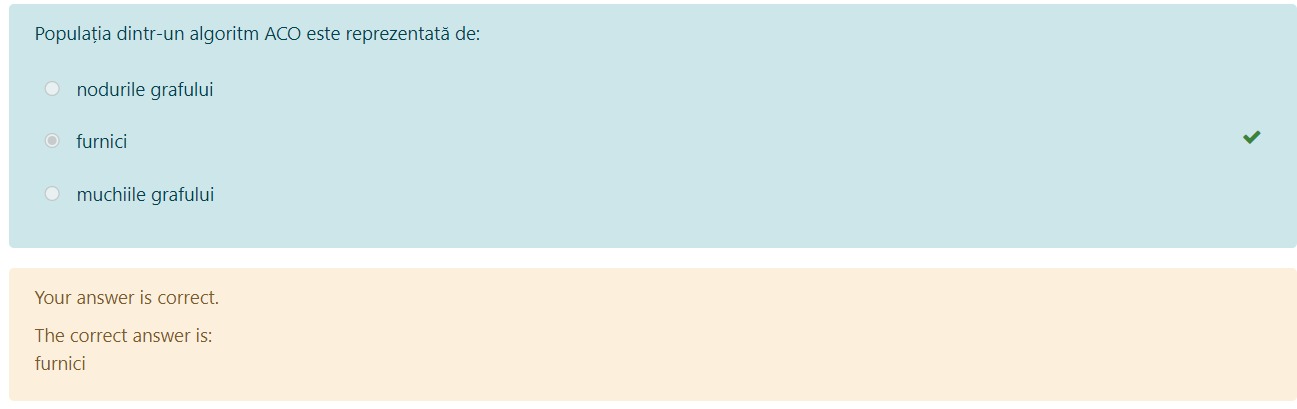 Populația dintr-un algoritm ACO este reprezentată de:
nodurile grafului
furnici
muchiile grafului
Your answer is correct.
The correct answer is:
furnici